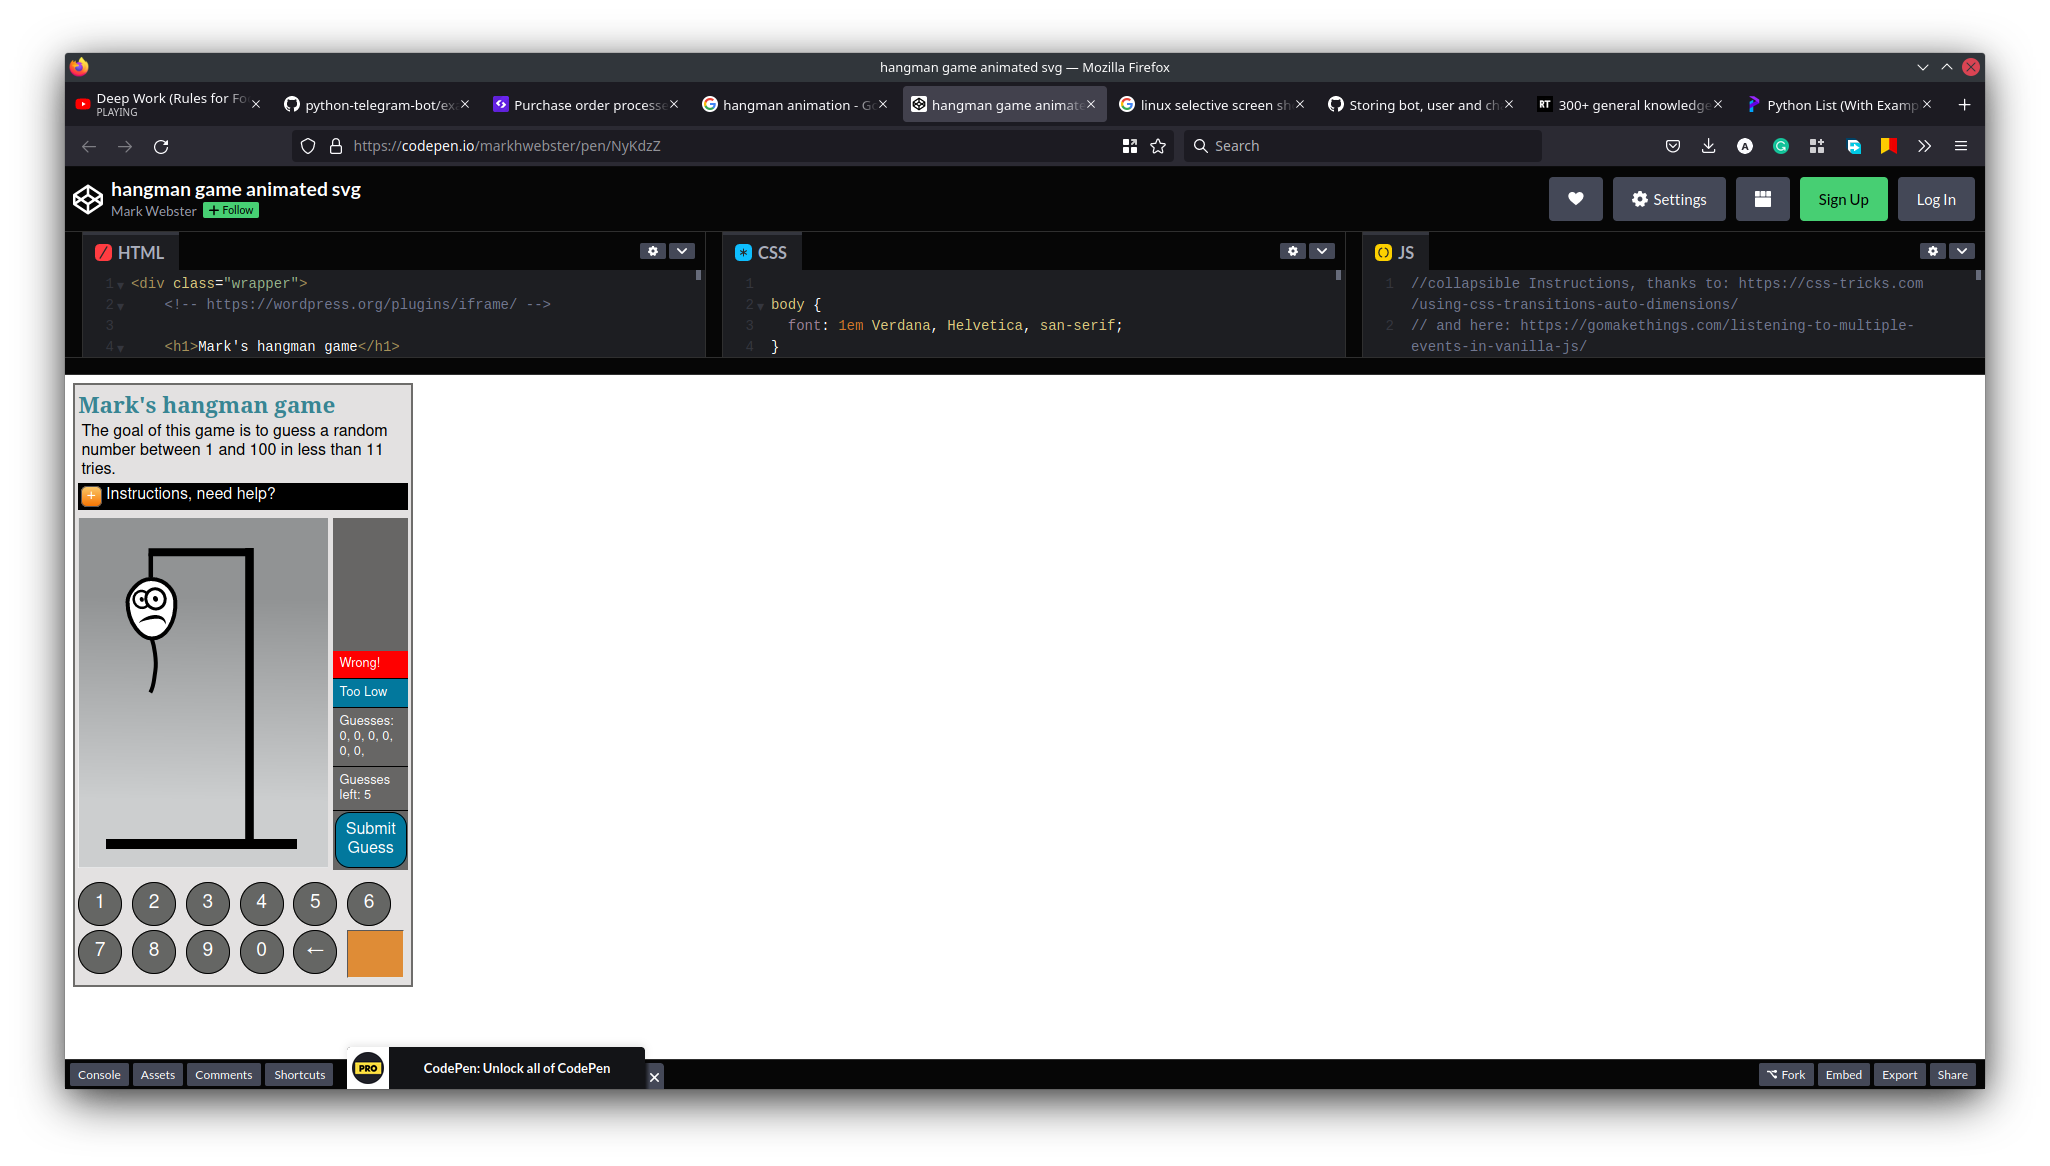 hangman game animated svg — Mozilla Firefox
Deep Work (Rules for Fo
PLAYING
python-telegram-bot/ex
Purchase order processe
hangman animation - Go
hangman game animate
linux selective screen sh
Storing bot, user and ch
RT
300+ general knowledge
Python List (With Examp
https://codepen.io/markhwebster/pen/NyKdzZ
Search
hangman game animated svg
Mark Webster
+ Follow
Settings
Sign Up
Log In
HTML
1 <div class="wrapper">
2 <!-- https://wordpress.org/plugins/iframe/ -->
3
4 <h1>Mark's hangman game</h1>
CSS
1
2 body {
3 font: 1em Verdana, Helvetica, san-serif;
4 }
JS
1 //collapsible Instructions, thanks to: https://css-tricks.com
/using-css-transitions-auto-dimensions/
2 // and here: https://gomakethings.com/listening-to-multiple-
events-in-vanilla-js/
Mark's hangman game
The goal of this game is to guess a random
number between 1 and 100 in less than 11
tries.
+ Instructions, need help?
Wrong!
Too Low
Guesses:
0, 0, 0, 0,
0, 0,
Guesses
left: 5
Submit
Guess
1 2 3 4 5 6
7 8 9 0 ←
Console
Assets
Comments
Shortcuts
PRO
CodePen: Unlock all of CodePen
Fork
Embed
Export
Share